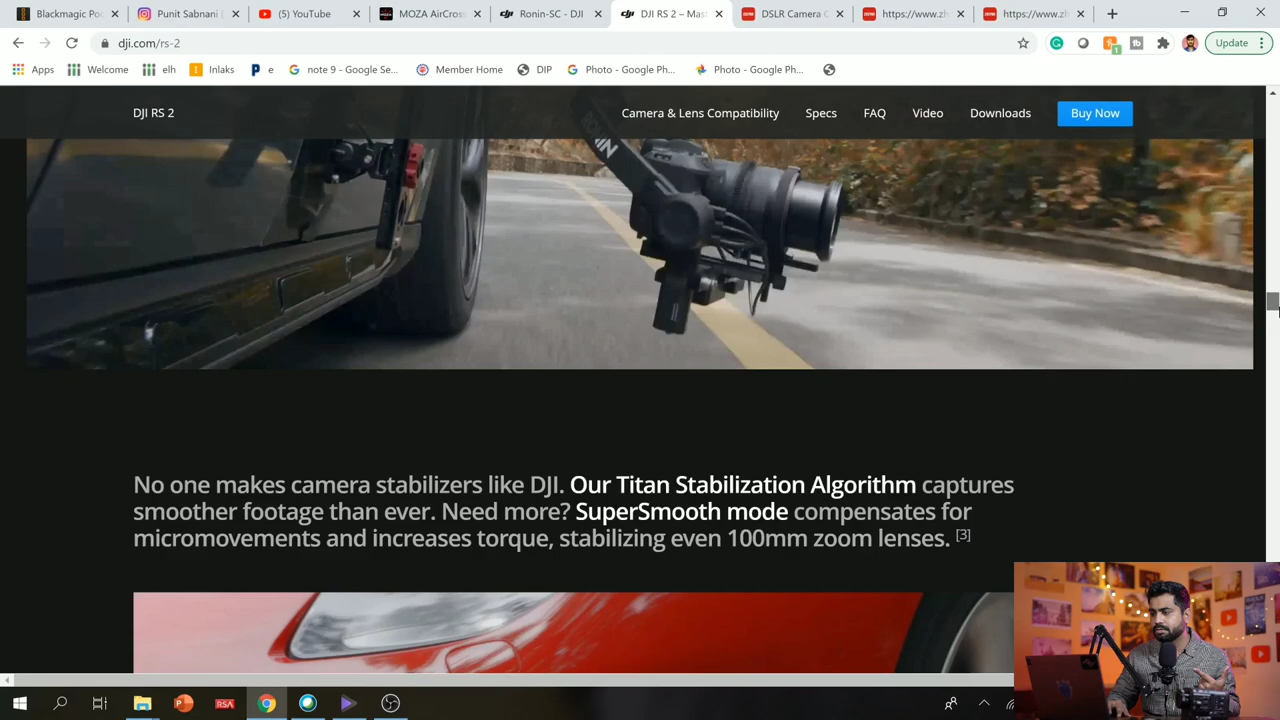 Blackmagic Poc
Punit Sabnani (
(5) YouTube
MOZA AirCross
Ronin-SC - DJI
DJI RS 2 – Mast
DSLR Camera G
https://www.zh
https://www.zh
dji.com/rs-2
Update
Apps
Welcome
elh
Inlaks
e
note 9 - Google Se...
Member Home
DIP
Photo - Google Ph...
Photo - Google Ph...
DJI RS 2
Camera & Lens Compatibility
Specs
FAQ
Video
Downloads
Buy Now
RONIN
No one makes camera stabilizers like DJI. Our Titan Stabilization Algorithm captures
smoother footage than ever. Need more? SuperSmooth mode compensates for
micromovements and increases torque, stabilizing even 100mm zoom lenses. [3]
RSA